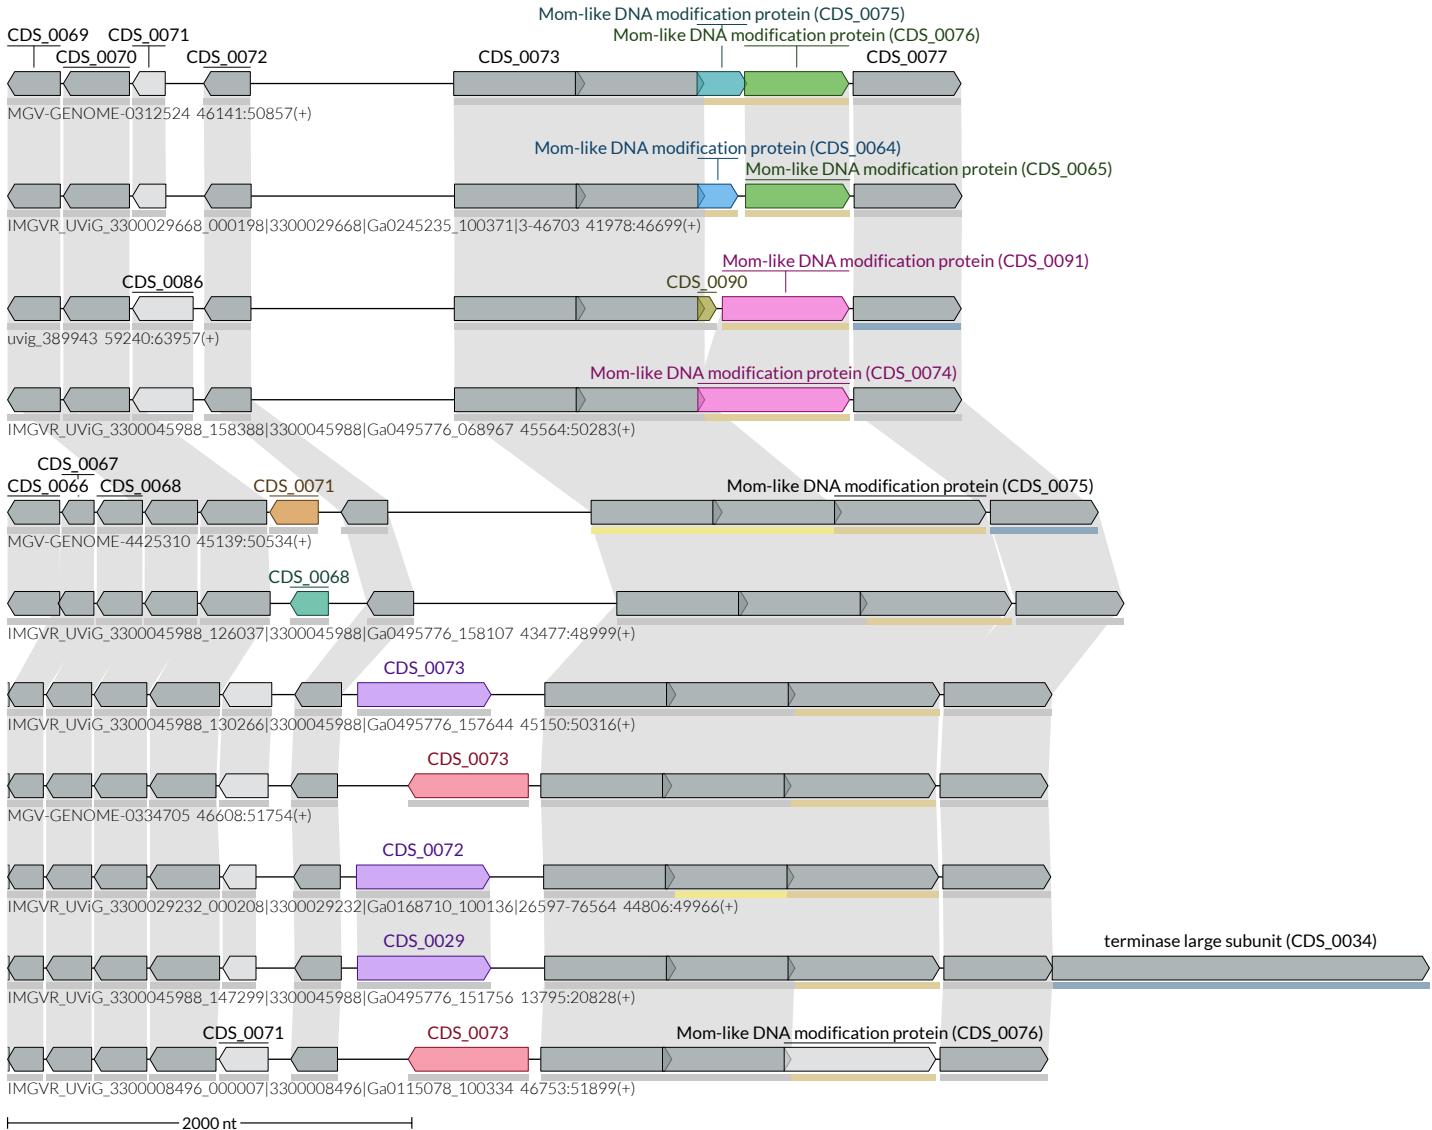 Mom-like DNA modification protein (CDS_0075)
CDS_0069 CDS_0071 Mom-like DNA modification protein (CDS_0076)
CDS_0070 CDS_0072 CDS_0073 CDS_0077
MGV-GENOME-0312524 46141:50857(+)
Mom-like DNA modification protein (CDS_0064)
Mom-like DNA modification protein (CDS_0065)
IMGVR_UViG_3300029668_000198|3300029668|Ga0245235_100371|3-46703 41978:46699(+)
Mom-like DNA modification protein (CDS_0091)
CDS_0086 CDS_0090
uvig_389943 59240:63957(+)
Mom-like DNA modification protein (CDS_0074)
IMGVR_UViG_3300045988_158388|3300045988|Ga0495776_068967 45564:50283(+)
CDS_0067
CDS_0066 CDS_0068 CDS_0071 Mom-like DNA modification protein (CDS_0075)
MGV-GENOME-4425310 45139:50534(+)
CDS_0068
IMGVR_UViG_3300045988_126037|3300045988|Ga0495776_158107 43477:48999(+)
CDS_0073
IMGVR_UViG_3300045988_130266|3300045988|Ga0495776_157644 45150:50316(+)
CDS_0073
MGV-GENOME-0334705 46608:51754(+)
CDS_0072
IMGVR_UViG_3300029232_000208|3300029232|Ga0168710_100136|26597-76564 44806:49966(+)
CDS_0029 terminase large subunit (CDS_0034)
IMGVR_UViG_3300045988_147299|3300045988|Ga0495776_151756 13795:20828(+)
CDS_0071 CDS_0073 Mom-like DNA modification protein (CDS_0076)
IMGVR_UViG_3300008496_000007|3300008496|Ga0115078_100334 46753:51899(+)
2000 nt